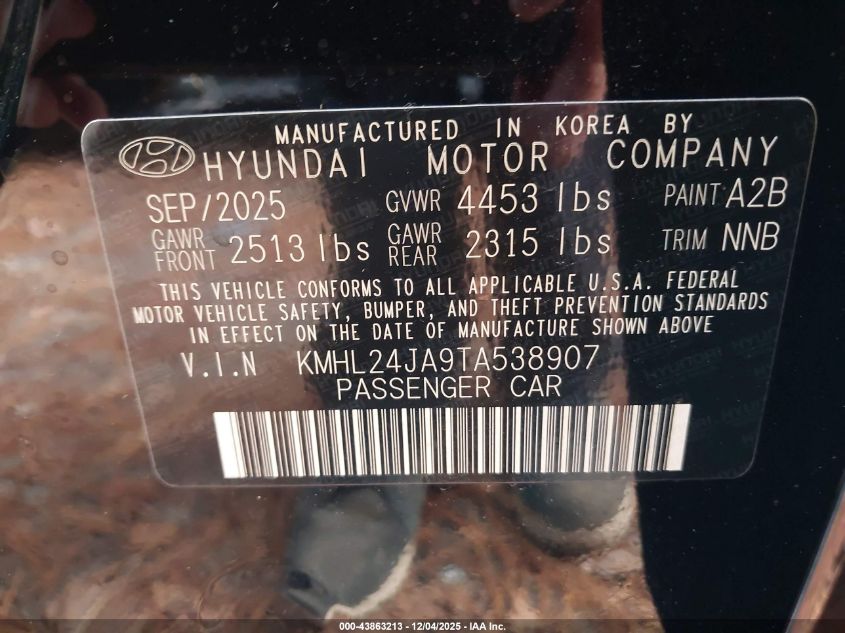 MANUFACTURED IN KOREA BY
HYUNDAI MOTOR COMPANY
SEP/2025 GVWR 4453 lbs PAINT A2B
GAWR FRONT 2513 lbs GAWR REAR 2315 lbs TRIM NNB
THIS VEHICLE CONFORMS TO ALL APPLICABLE U.S.A. FEDERAL
MOTOR VEHICLE SAFETY, BUMPER, AND THEFT PREVENTION STANDARDS
IN EFFECT ON THE DATE OF MANUFACTURE SHOWN ABOVE
V.I.N KMHL24JA9TA538907
PASSENGER CAR
000-43863213 - 12/04/2025 - IAA Inc.